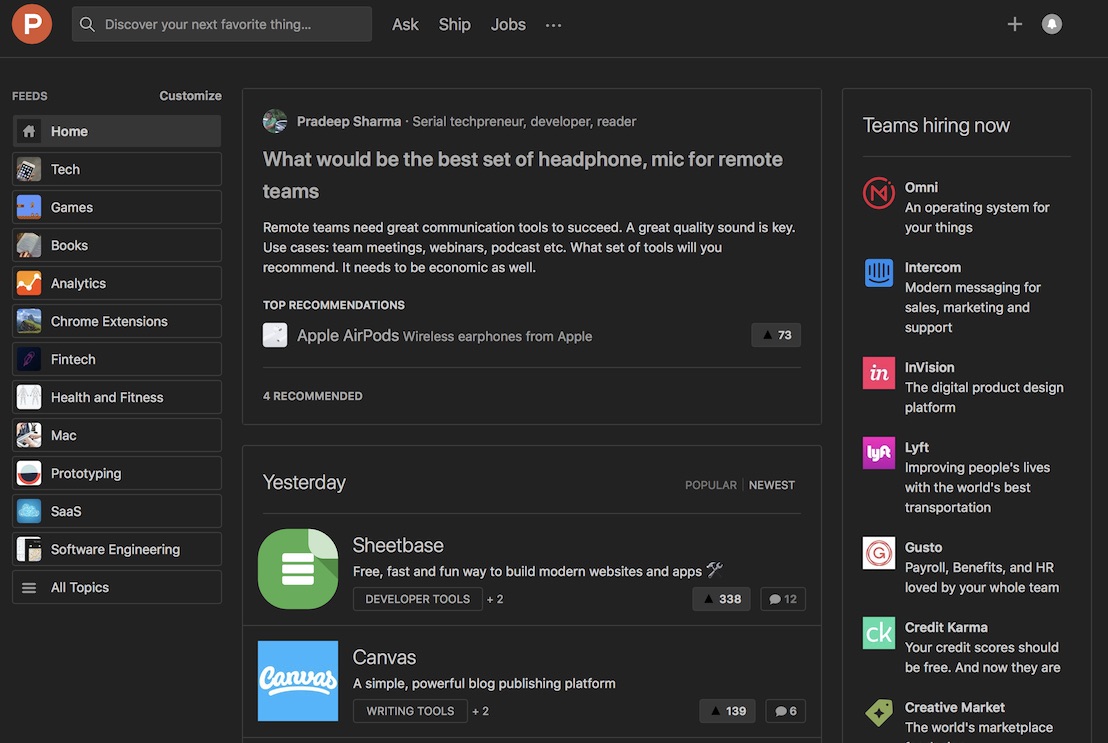 P
Discover your next favorite thing...
Ask
Ship
Jobs
FEEDS
Customize
Home
Tech
Games
Books
Analytics
Chrome Extensions
Fintech
Health and Fitness
Mac
Prototyping
SaaS
Software Engineering
All Topics
Pradeep Sharma · Serial techpreneur, developer, reader
What would be the best set of headphone, mic for remote
teams
Remote teams need great communication tools to succeed. A great quality sound is key.
Use cases: team meetings, webinars, podcast etc. What set of tools will you
recommend. It needs to be economic as well.
TOP RECOMMENDATIONS
Apple AirPods Wireless earphones from Apple
73
4 RECOMMENDED
Yesterday
POPULAR | NEWEST
Sheetbase
Free, fast and fun way to build modern websites and apps
DEVELOPER TOOLS + 2
338
12
Canvas
Canvas
A simple, powerful blog publishing platform
WRITING TOOLS + 2
139
6
Teams hiring now
Omni
An operating system for
your things
Intercom
Modern messaging for
sales, marketing and
support
in
InVision
The digital product design
platform
lyft
Lyft
Improving people's lives
with the world's best
transportation
G
Gusto
Payroll, Benefits, and HR
loved by your whole team
ck
Credit Karma
Your credit scores should
be free. And now they are
Creative Market
The world's marketplace